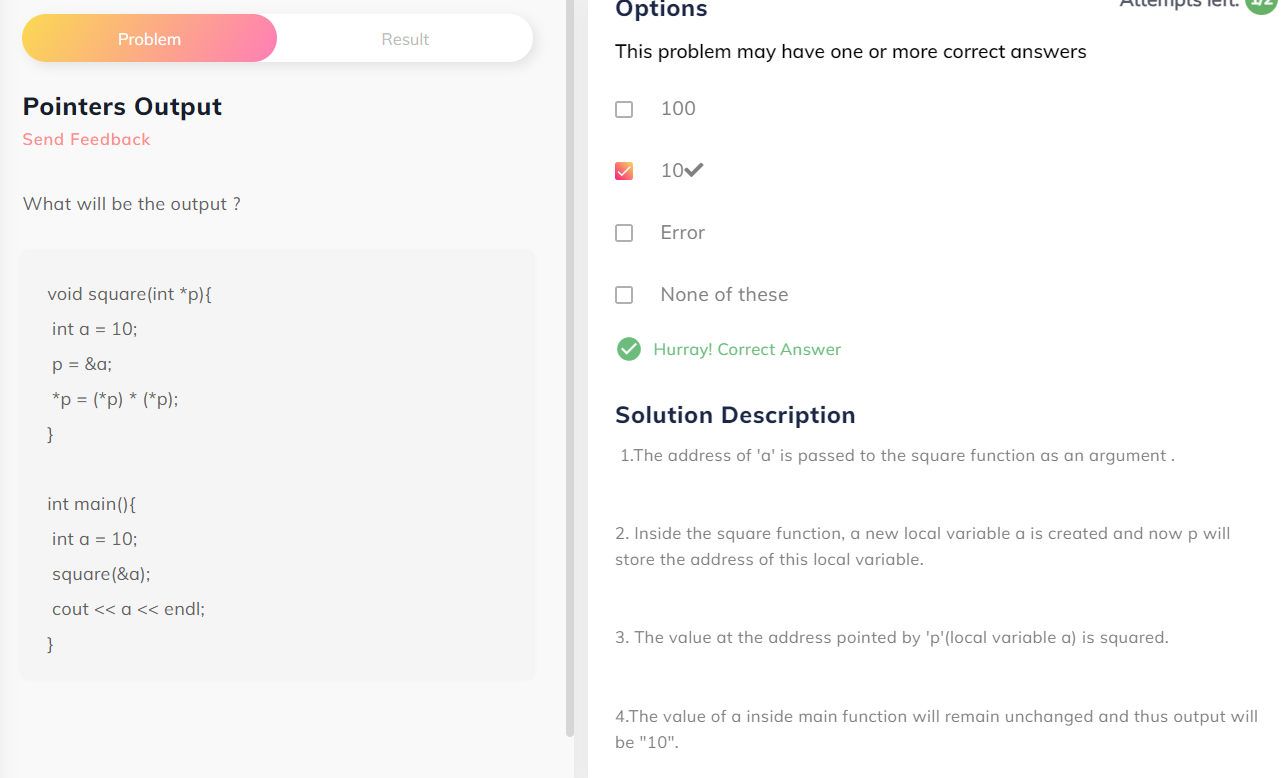 Problem
Result
Pointers Output
Send Feedback
What will be the output ?
void square(int *p){
int a = 10;
p = &a;
*p = (*p) * (*p);
}
int main(){
int a = 10;
square(&a);
cout << a << endl;
}
Attempts left: 1/2
Options
This problem may have one or more correct answers
100
10
Error
None of these
Hurray! Correct Answer
Solution Description
1.The address of 'a' is passed to the square function as an argument .
2. Inside the square function, a new local variable a is created and now p will
store the address of this local variable.
3. The value at the address pointed by 'p'(local variable a) is squared.
4.The value of a inside main function will remain unchanged and thus output will
be "10".